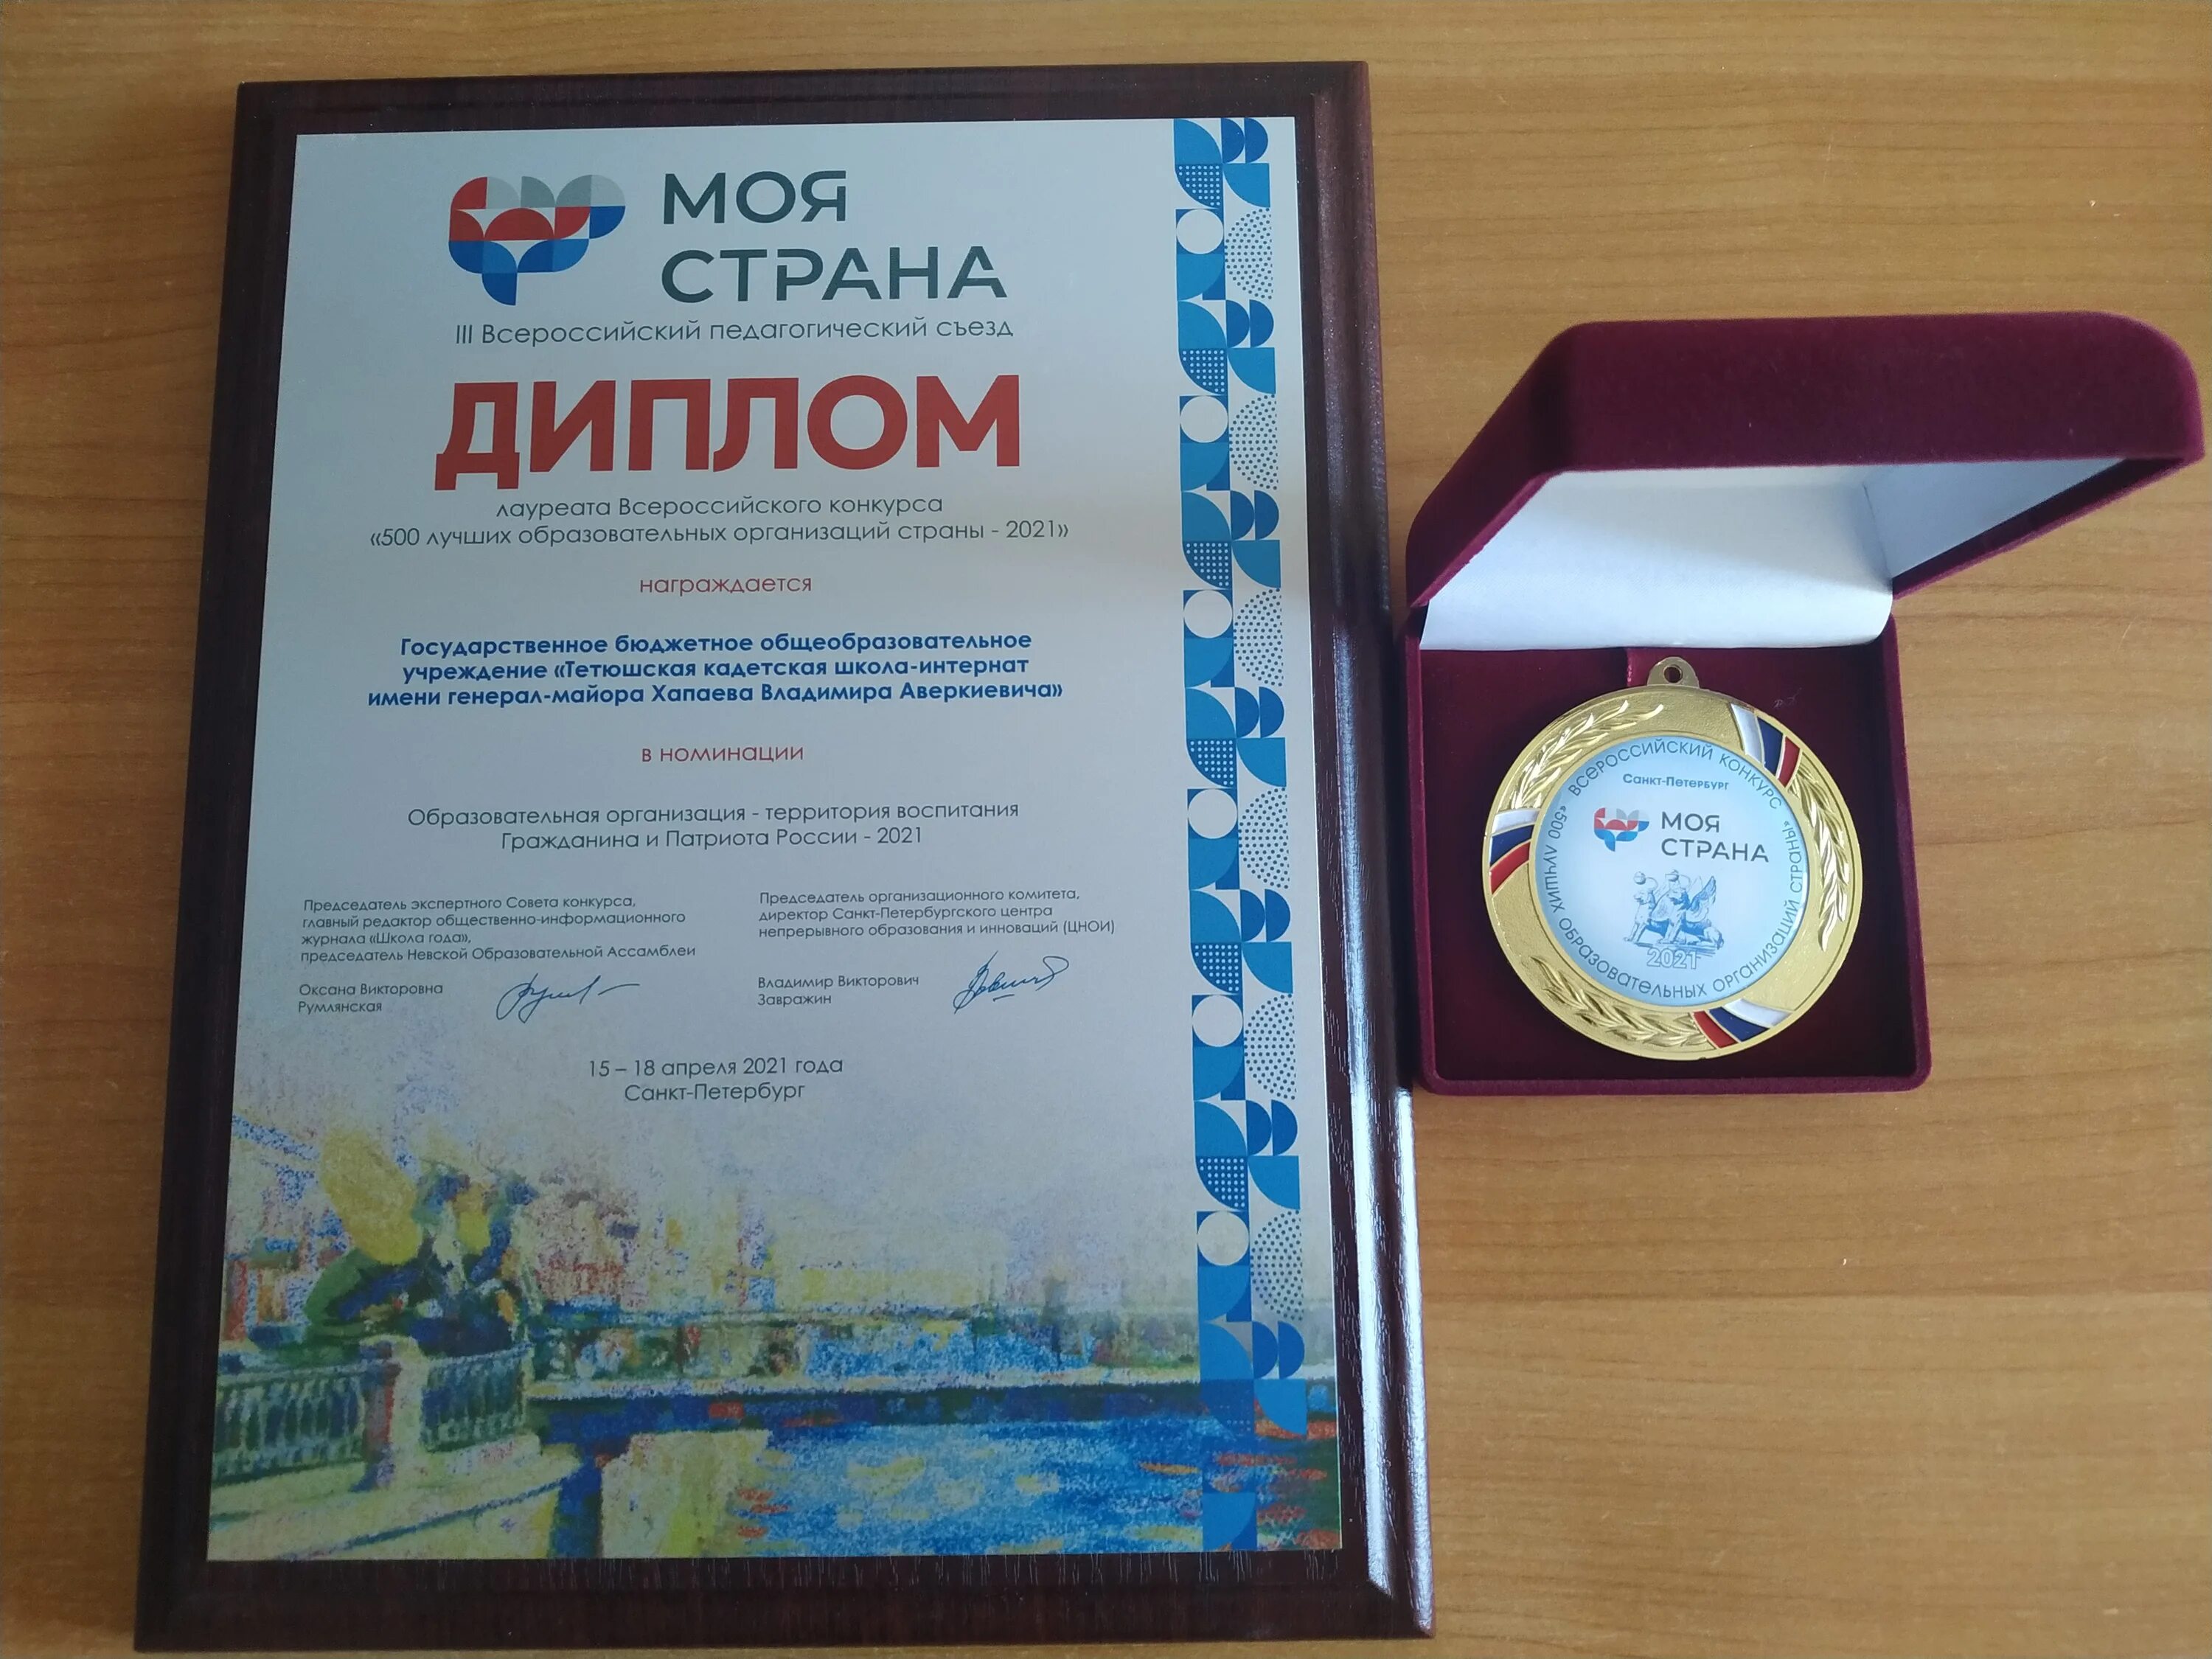 МОЯ
СТРАНА
III Всероссийский педагогический съезд
ДИПЛОМ
лауреата Всероссийского конкурса
«500 лучших образовательных организаций страны - 2021»
награждается
Государственное бюджетное общеобразовательное
учреждение «Тетюшская кадетская школа-интернат
имени генерал-майора Хапаева Владимира Аверкиевича»
в номинации
Образовательная организация - территория воспитания
Гражданина и Патриота России - 2021
Председатель экспертного Совета конкурса,
главный редактор общественно-информационного
журнала «Школа года»,
председатель Невской Образовательной Ассамблеи
Оксана Викторовна
Румлянская
Председатель организационного комитета,
директор Санкт-Петербургского центра
непрерывного образования и инноваций (ЦНОИ)
Владимир Викторович
Завражин
15 – 18 апреля 2021 года
Санкт-Петербург
ВСЕРОССИЙСКИЙ КОНКУРС
«500 ЛУЧШИХ ОБРАЗОВАТЕЛЬНЫХ ОРГАНИЗАЦИЙ СТРАНЫ»
Санкт-Петербург
МОЯ
СТРАНА
2021